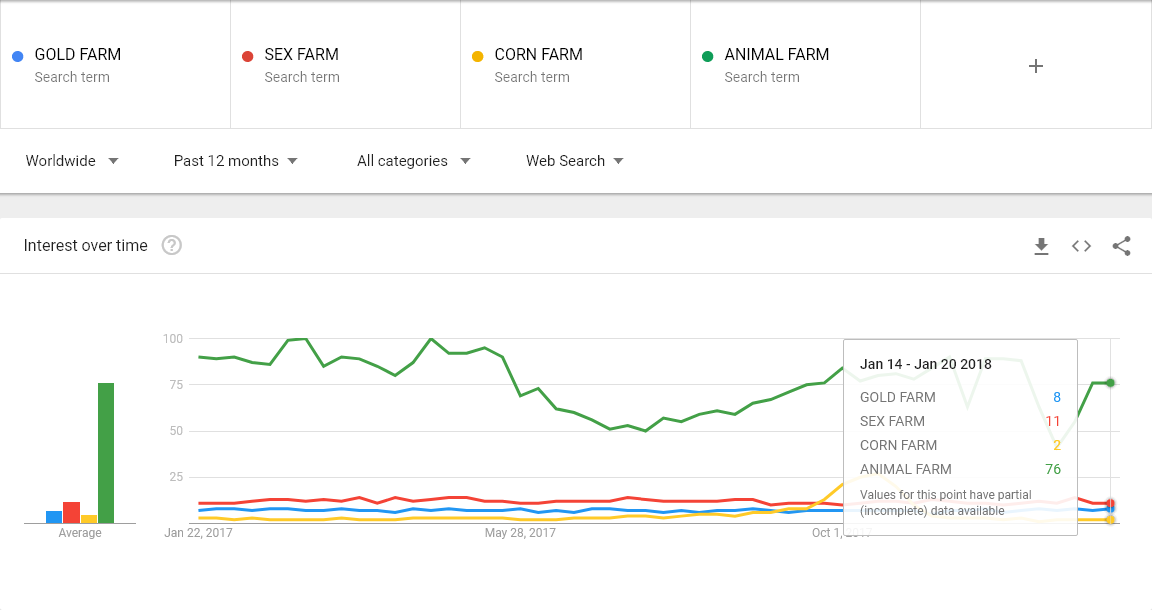 GOLD FARM
Search term
SEX FARM
Search term
CORN FARM
Search term
ANIMAL FARM
Search term
+
Worldwide
Past 12 months
All categories
Web Search
Interest over time
?
100
75
50
25
Average
Jan 22, 2017
May 28, 2017
Oct 1, 2017
Jan 14 - Jan 20 2018
GOLD FARM 8
SEX FARM 11
CORN FARM 2
ANIMAL FARM 76
Values for this point have partial
(incomplete) data available